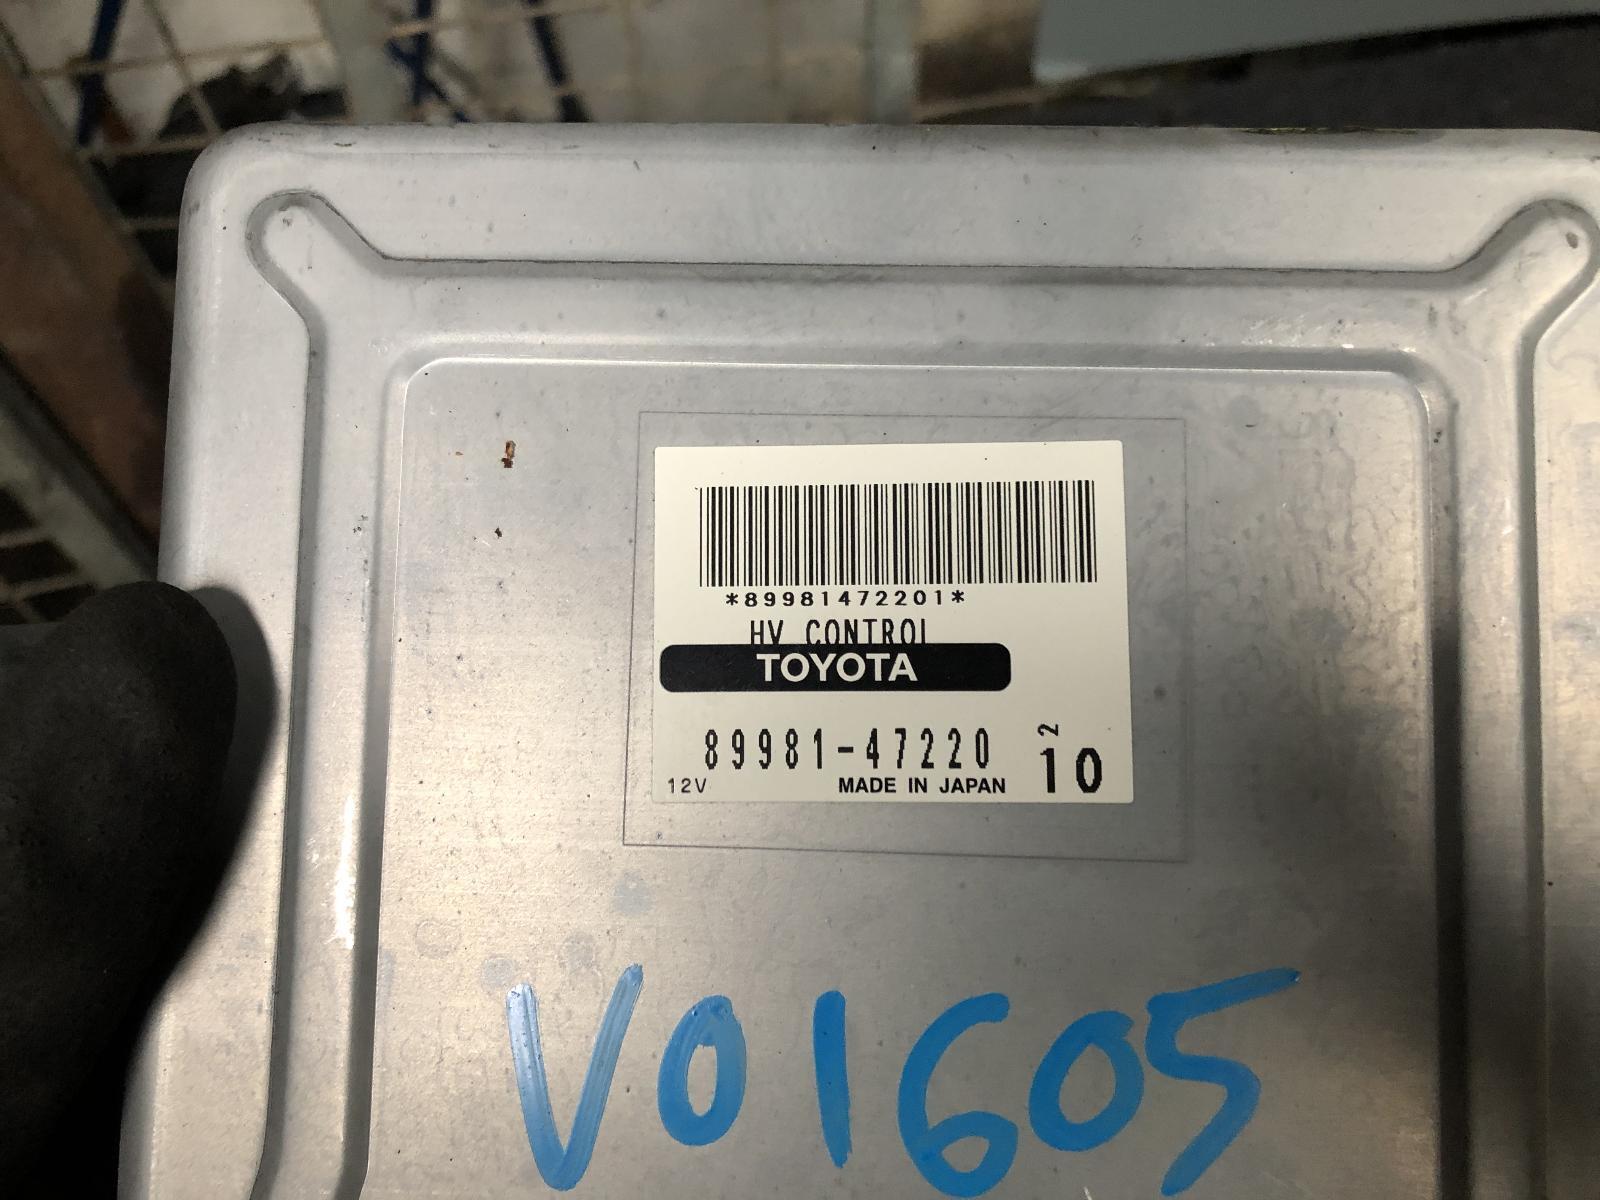 *89981472201*
HV CONTROL
TOYOTA
89981-47220
2
10
12V MADE IN JAPAN
V01605